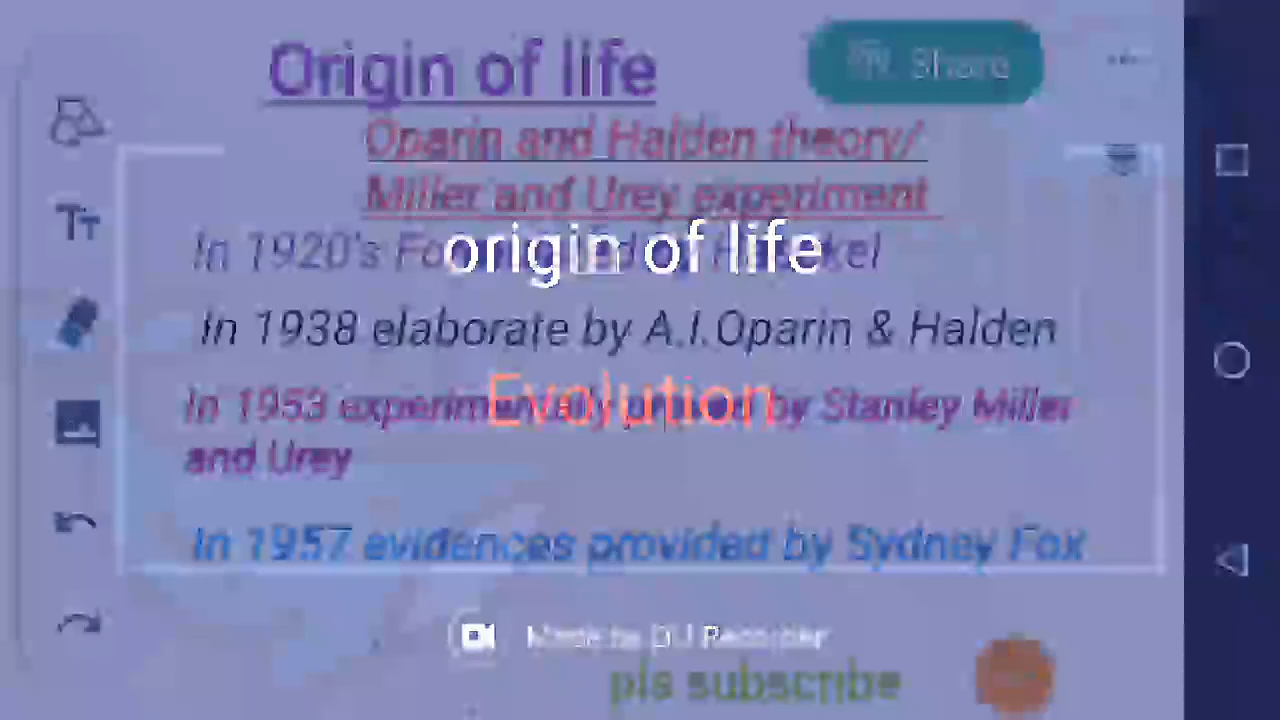 Origin of life
Share
Oparin and Halden theory/
Miller and Urey experiment
origin of life
In 1920's
In 1938 elaborate by A.I.Oparin & Halden
Evolution
In 1953 by Stanley Miller
and Urey
In 1957 evidences provided by Sydney Fox
Made by DU Recorder
pls subscribe